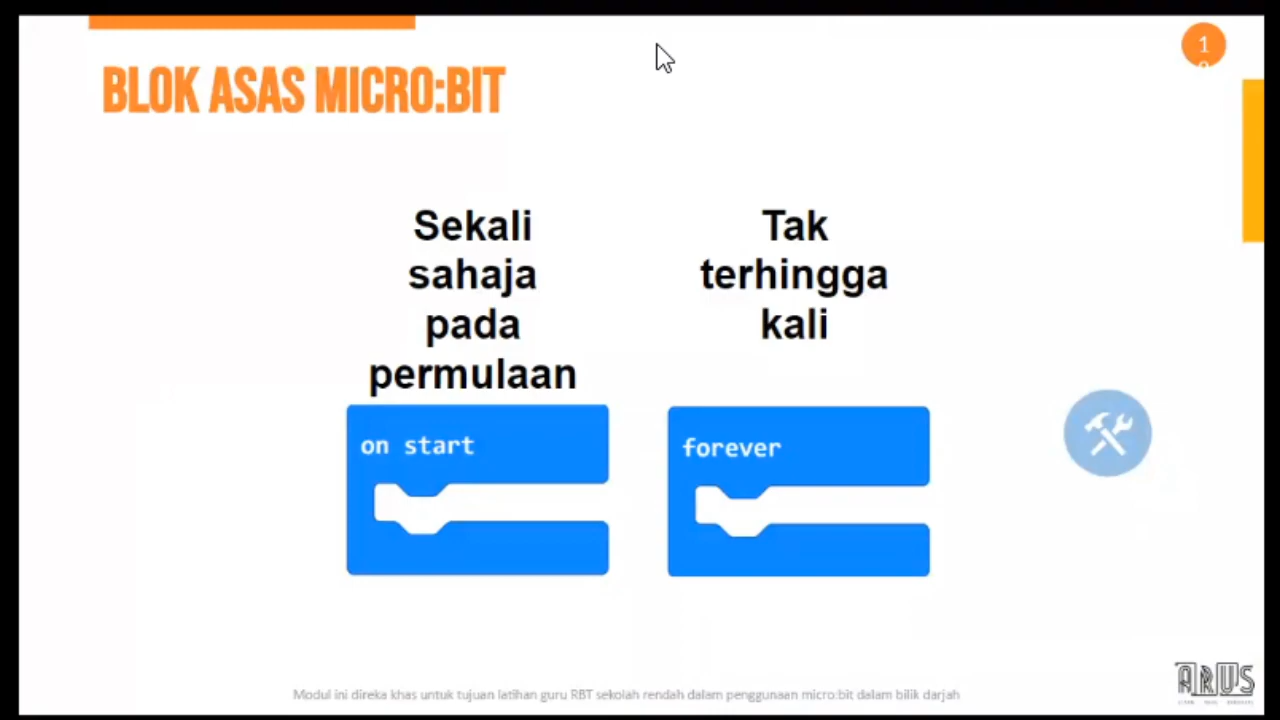 BLOK ASAS MICRO:BIT
Sekali
sahaja
pada
permulaan
Tak
terhingga
kali
on start
forever
Modul ini direka khas untuk tujuan latihan guru RBT sekolah rendah dalam penggunaan micro:bit dalam bilik darjah
ARUS